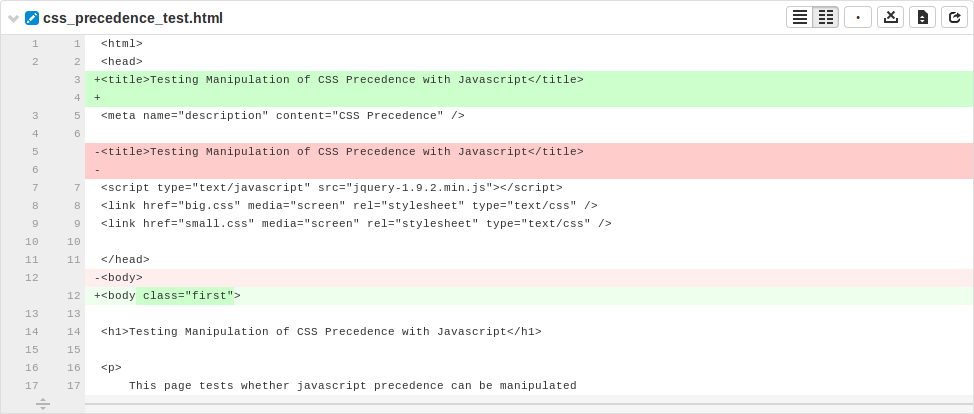 css_precedence_test.html
1 1 <html>
2 2 <head>
3 +<title>Testing Manipulation of CSS Precedence with Javascript</title>
4 +
3 5 <meta name="description" content="CSS Precedence" />
4 6
5 -<title>Testing Manipulation of CSS Precedence with Javascript</title>
6 -
7 7 <script type="text/javascript" src="jquery-1.9.2.min.js"></script>
8 8 <link href="big.css" media="screen" rel="stylesheet" type="text/css" />
9 9 <link href="small.css" media="screen" rel="stylesheet" type="text/css" />
10 10
11 11 </head>
12 -<body>
12 +<body class="first">
13 13
14 14 <h1>Testing Manipulation of CSS Precedence with Javascript</h1>
15 15
16 16 <p>
17 17 This page tests whether javascript precedence can be manipulated